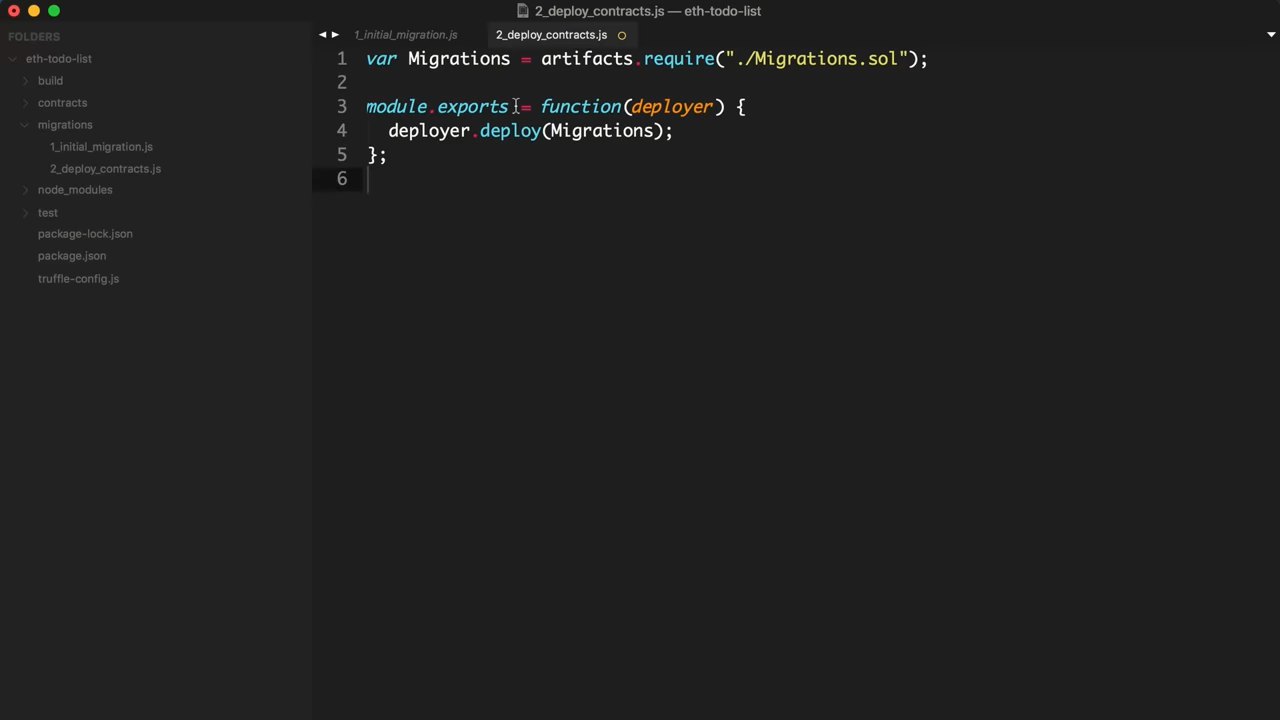 2_deploy_contracts.js — eth-todo-list
FOLDERS
eth-todo-list
build
contracts
migrations
1_initial_migration.js
2_deploy_contracts.js
node_modules
test
package-lock.json
package.json
truffle-config.js
1_initial_migration.js
2_deploy_contracts.js
1 var Migrations = artifacts.require("./Migrations.sol");
2
3 module.exports = function(deployer) {
4 deployer.deploy(Migrations);
5 };
6